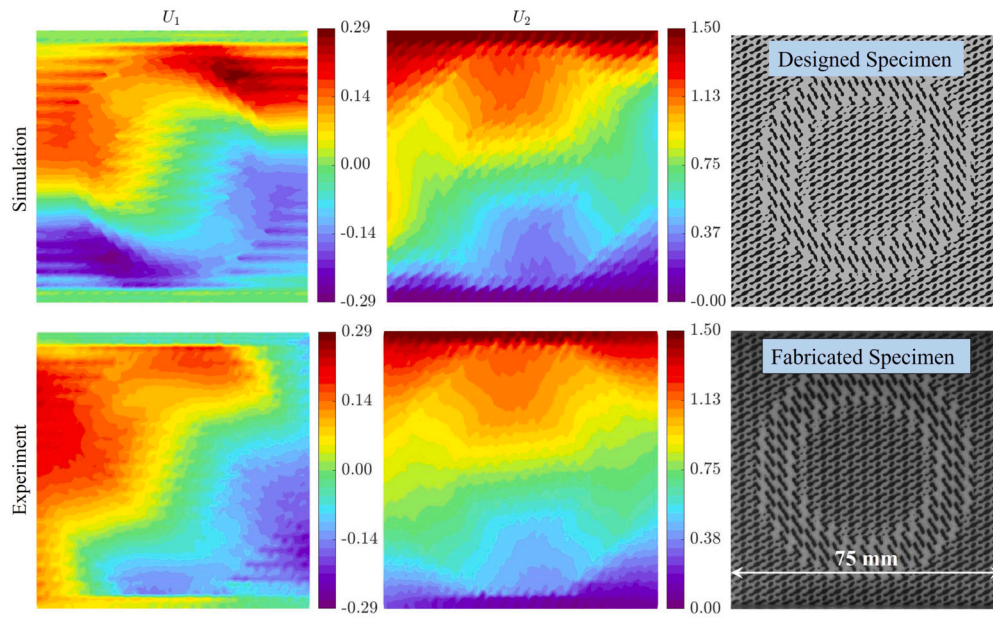 U1
U2
Simulation
0.29
0.14
0.00
-0.14
-0.29
1.50
1.13
0.75
0.37
-0.00
Designed Specimen
Experiment
0.29
0.14
0.00
-0.14
-0.29
1.50
1.13
0.75
0.38
0.00
Fabricated Specimen
75 mm